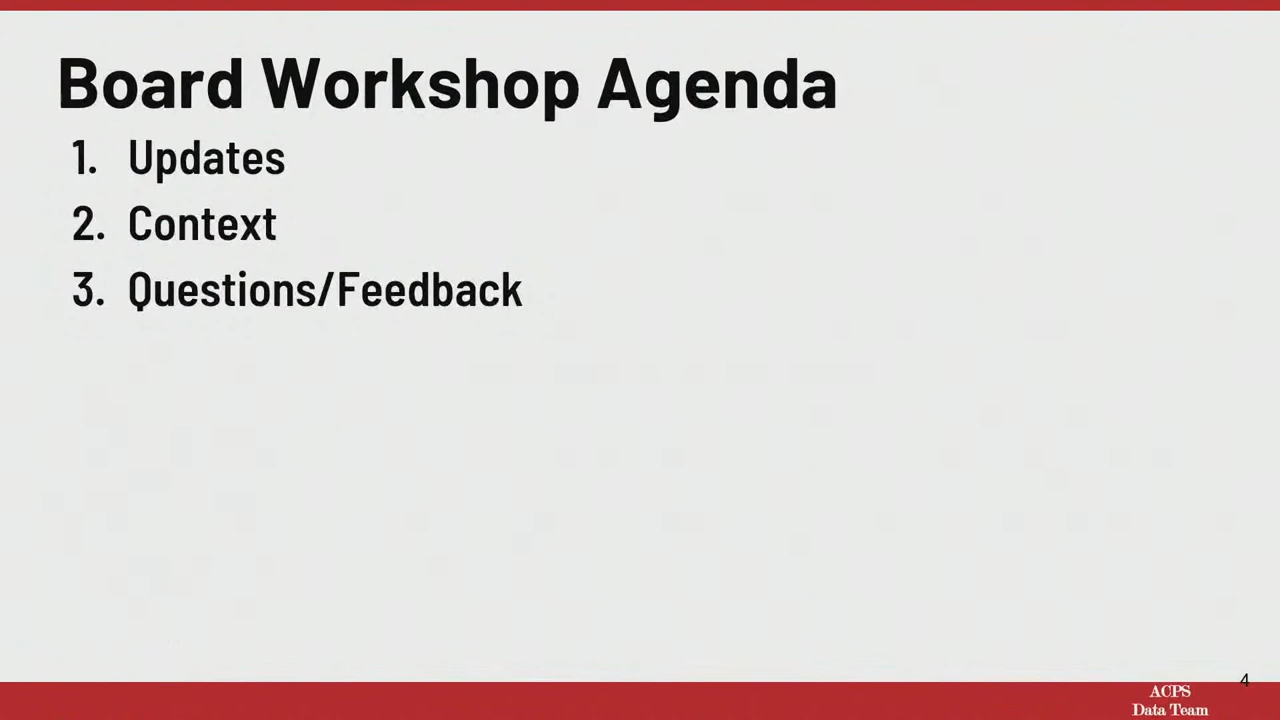 Board Workshop Agenda
1. Updates
2. Context
3. Questions/Feedback
4
ACPS
Data Team